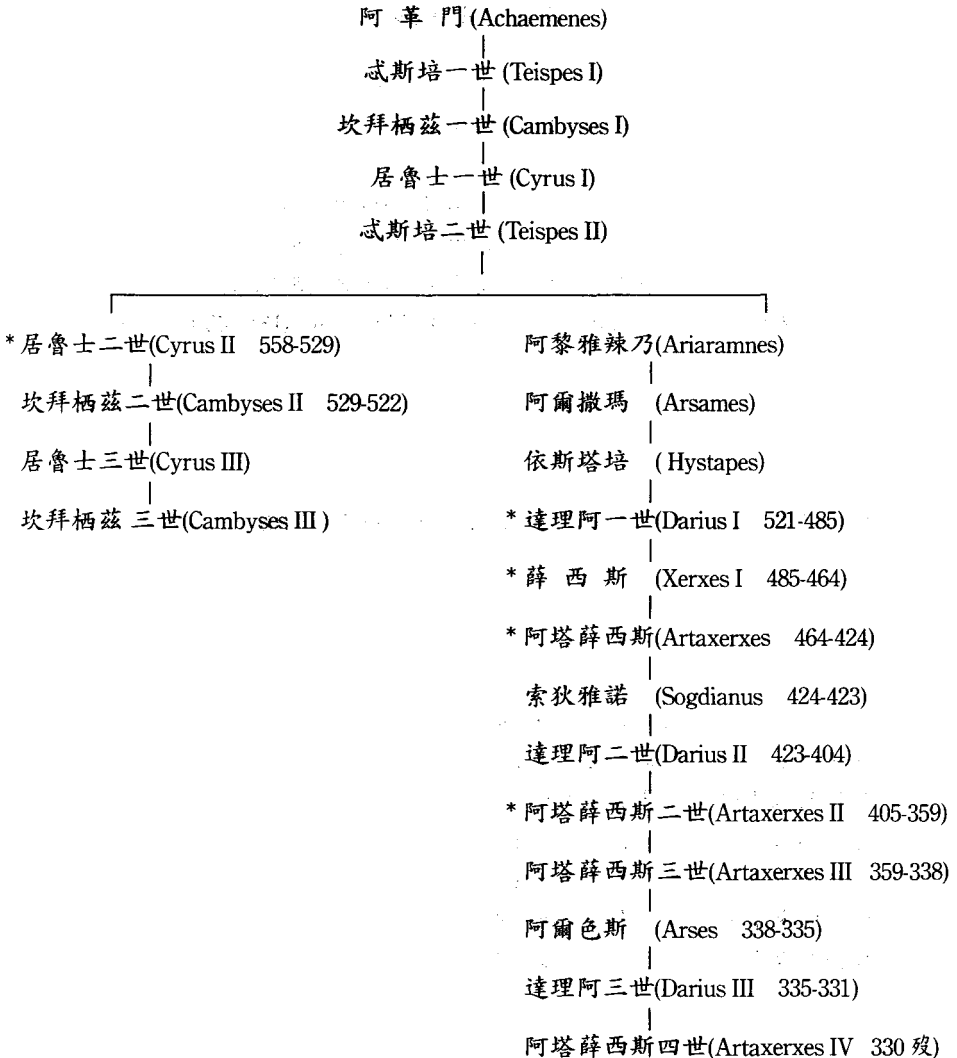 阿革門 (Achaemenes)
忒斯培一世 (Teispes I)
坎拜栖茲一世 (Cambyses I)
居魯士一世 (Cyrus I)
忒斯培二世 (Teispes II)
*居魯士二世(Cyrus II 558-529)
坎拜栖茲二世(Cambyses II 529-522)
居魯士三世(Cyrus III)
坎拜栖茲 三世(Cambyses III )
阿黎雅辣乃(Ariaramnes)
阿爾撒瑪 (Arsames)
依斯塔培 ( Hystapes)
*達理阿一世(Darius I 521-485)
*薛西斯 (Xerxes I 485-464)
*阿塔薛西斯(Artaxerxes 464-424)
索狄雅諾 (Sogdianus 424-423)
達理阿二世(Darius II 423-404)
*阿塔薛西斯二世(Artaxerxes II 405-359)
阿塔薛西斯三世(Artaxerxes III 359-338)
阿爾色斯 (Arses 338-335)
達理阿三世(Darius III 335-331)
阿塔薛西斯四世(Artaxerxes IV 330 歿)